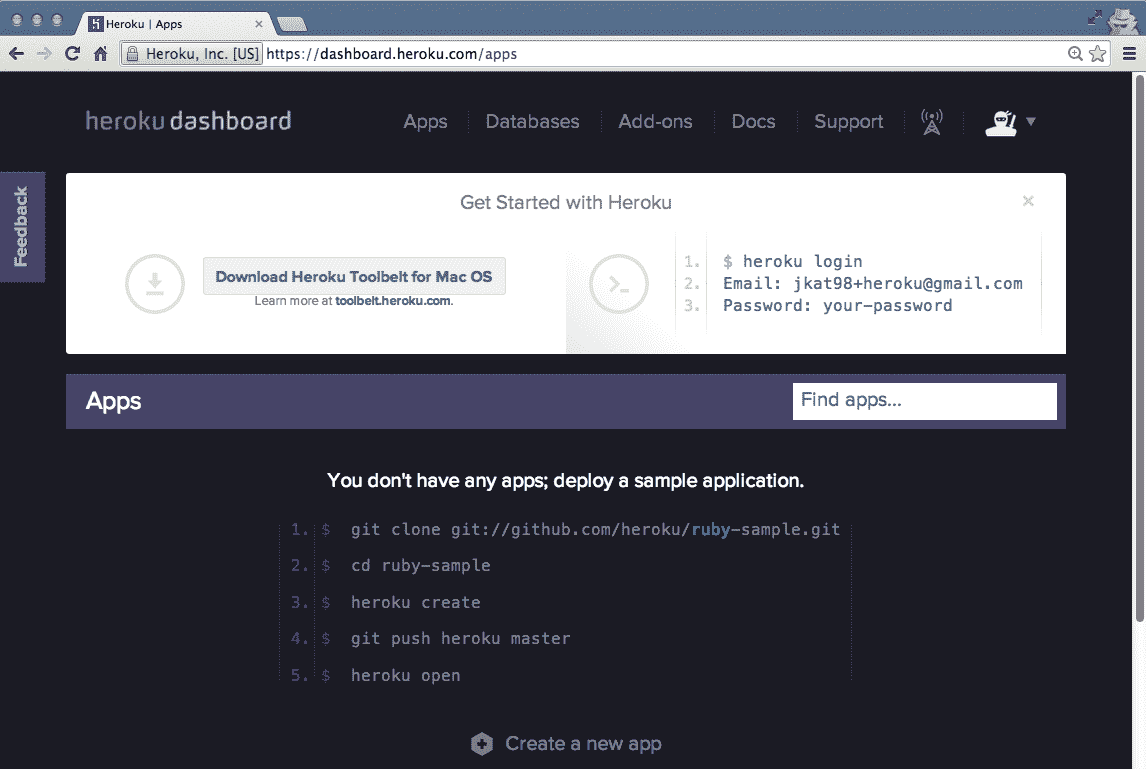 Heroku | Apps
Heroku, Inc. [US] https://dashboard.heroku.com/apps
heroku dashboard Apps Databases Add-ons Docs Support
Feedback
Get Started with Heroku
Download Heroku Toolbelt for Mac OS
Learn more at toolbelt.heroku.com.
1. $ heroku login
2. Email: jkat98+heroku@gmail.com
3. Password: your-password
Apps Find apps...
You don't have any apps; deploy a sample application.
1. $ git clone git://github.com/heroku/ruby-sample.git
2. $ cd ruby-sample
3. $ heroku create
4. $ git push heroku master
5. $ heroku open
Create a new app